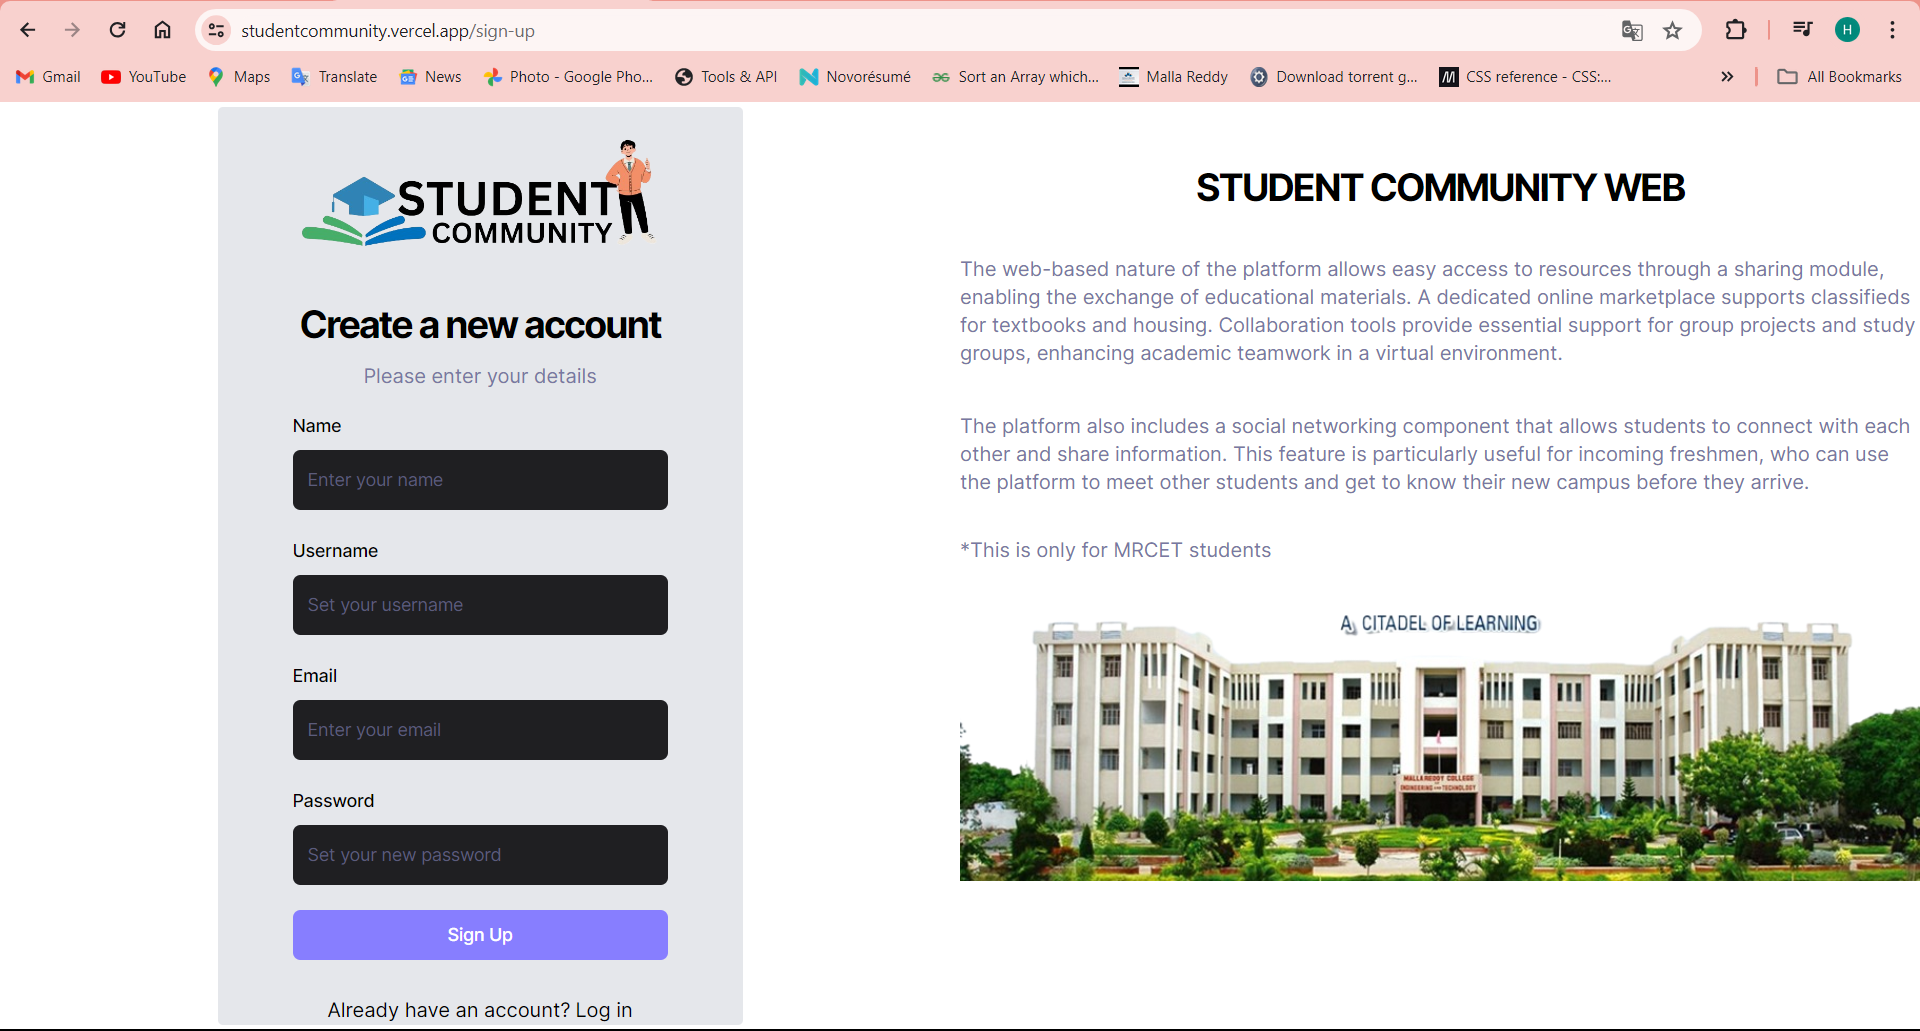 studentcommunity.vercel.app/sign-up
H
Gmail
YouTube
Maps
Translate
News
Photo - Google Pho...
Tools & API
Novorésumé
Sort an Array which...
Malla Reddy
Download torrent g...
CSS reference - CSS:...
All Bookmarks
STUDENT
COMMUNITY
Create a new account
Please enter your details
Name
Enter your name
Username
Set your username
Email
Enter your email
Password
Set your new password
Sign Up
Already have an account? Log in
STUDENT COMMUNITY WEB
The web-based nature of the platform allows easy access to resources through a sharing module,
enabling the exchange of educational materials. A dedicated online marketplace supports classifieds
for textbooks and housing. Collaboration tools provide essential support for group projects and study
groups, enhancing academic teamwork in a virtual environment.
The platform also includes a social networking component that allows students to connect with each
other and share information. This feature is particularly useful for incoming freshmen, who can use
the platform to meet other students and get to know their new campus before they arrive.
*This is only for MRCET students
A CITADEL OF LEARNING
MALLA REDDY COLLEGE
ENGINEERING AND TECHNOLOGY